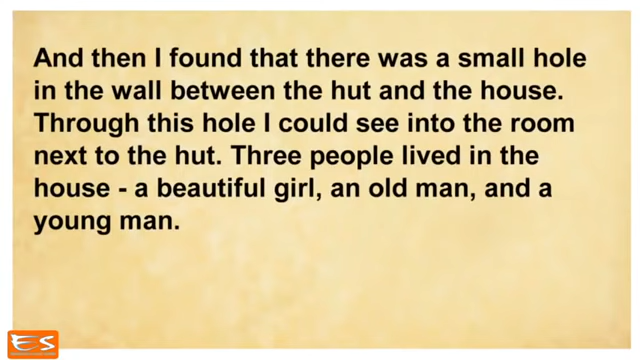 And then I found that there was a small hole
in the wall between the hut and the house.
Through this hole I could see into the room
next to the hut. Three people lived in the
house - a beautiful girl, an old man, and a
young man.
ES